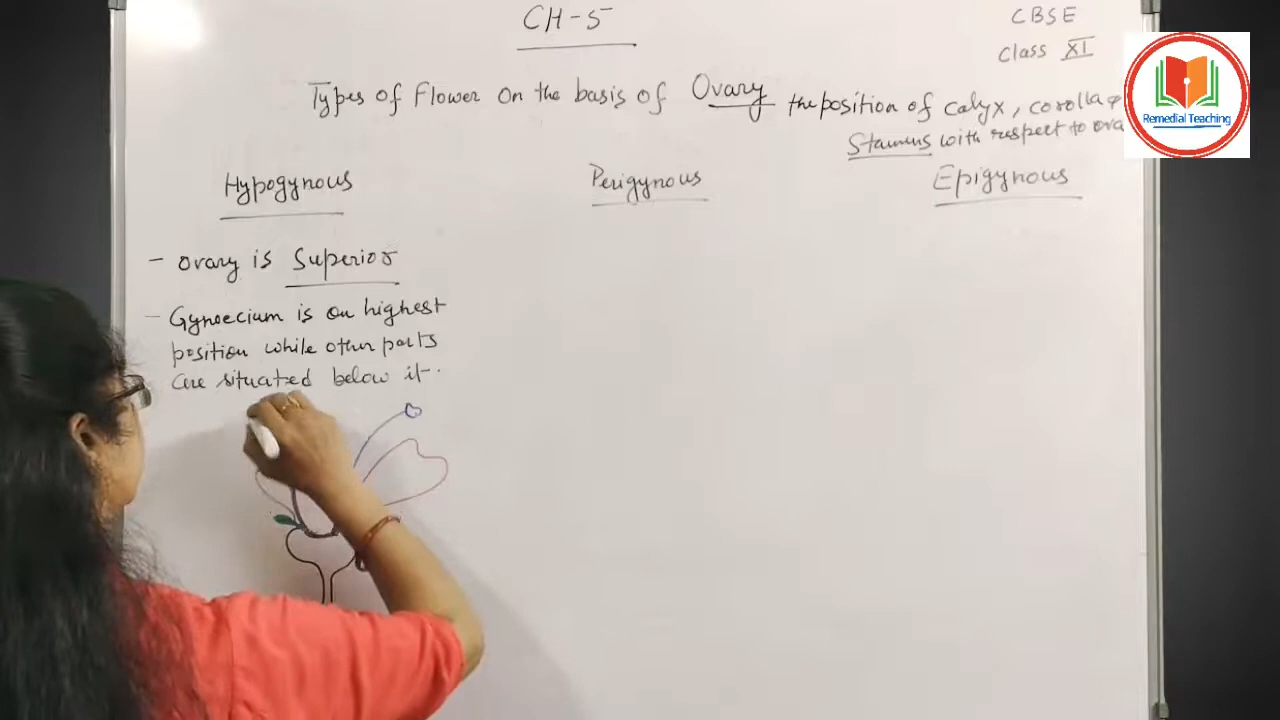 CH-5
CBSE
Class XI
Types of Flower on the basis of Ovary the position of calyx, corolla &
Stamens with respect to ova
Remedial Teaching
Hypogynous
Perigynous
Epigynous
- Ovary is Superior
- Gynoecium is on highest
position while other parts
are situated below it.